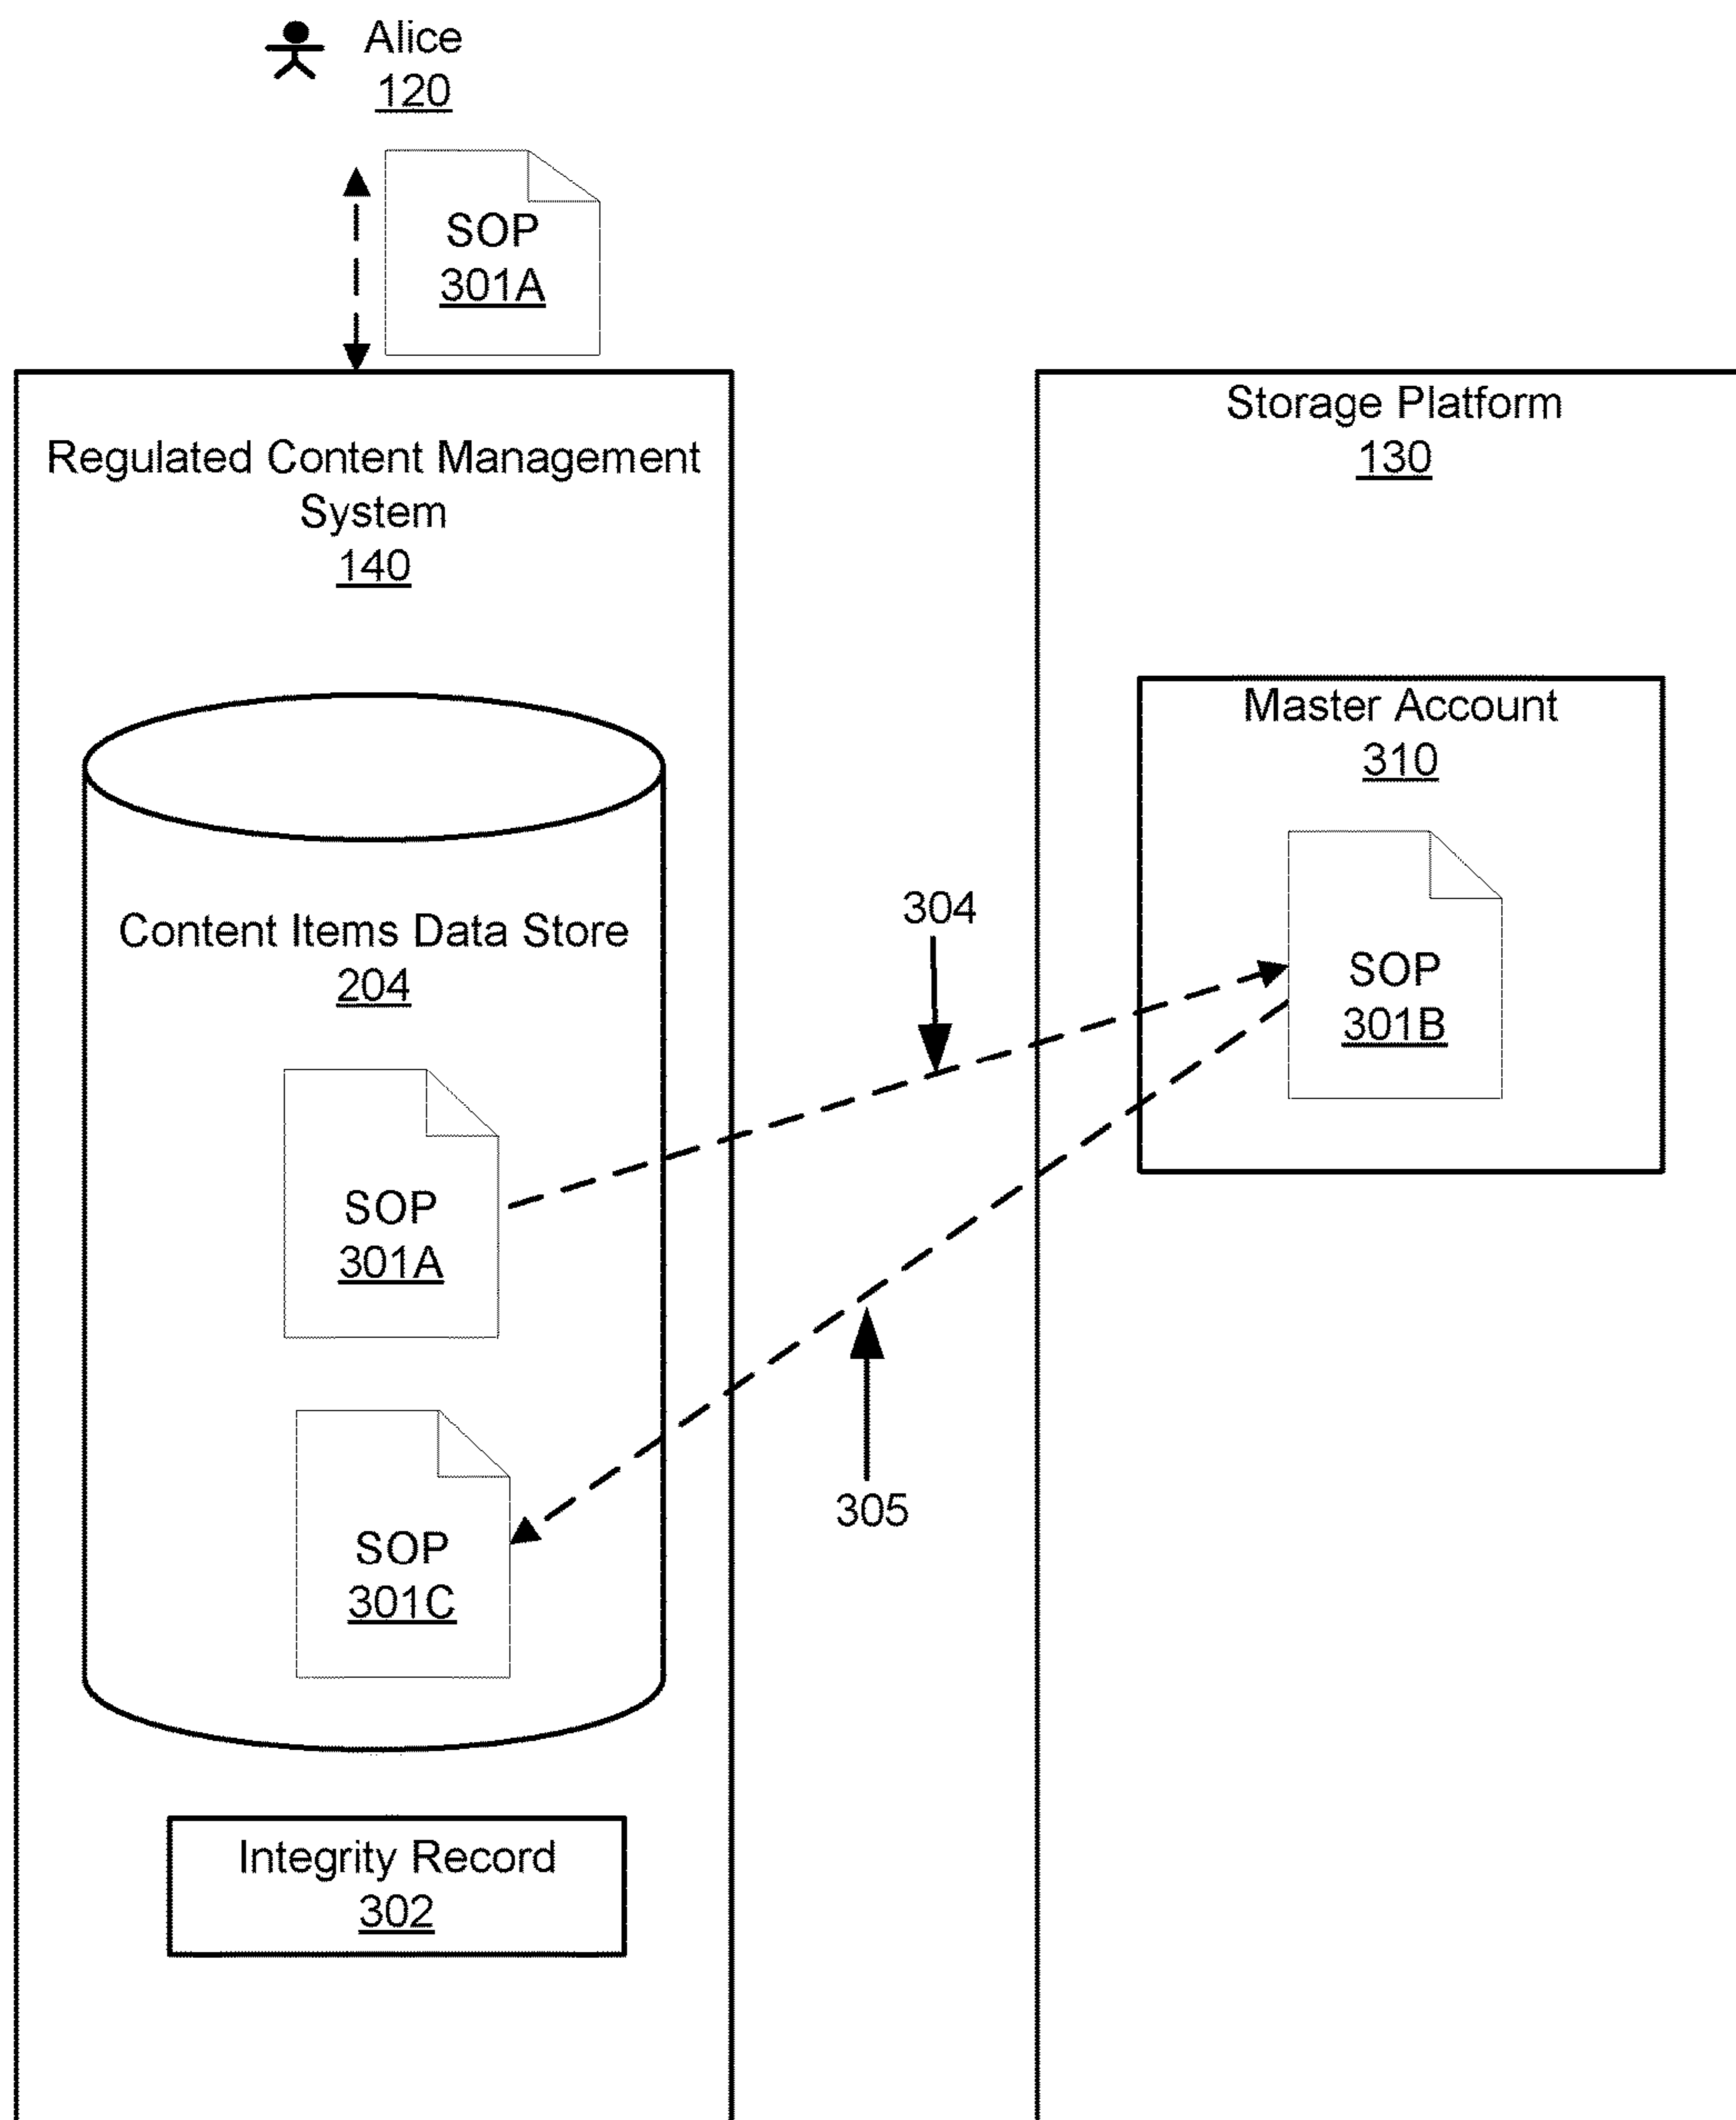 Alice
120
SOP
301A
Regulated Content Management
System
140
Storage Platform
130
Master Account
310
SOP
301B
Content Items Data Store
204
304
SOP
301A
305
SOP
301C
Integrity Record
302